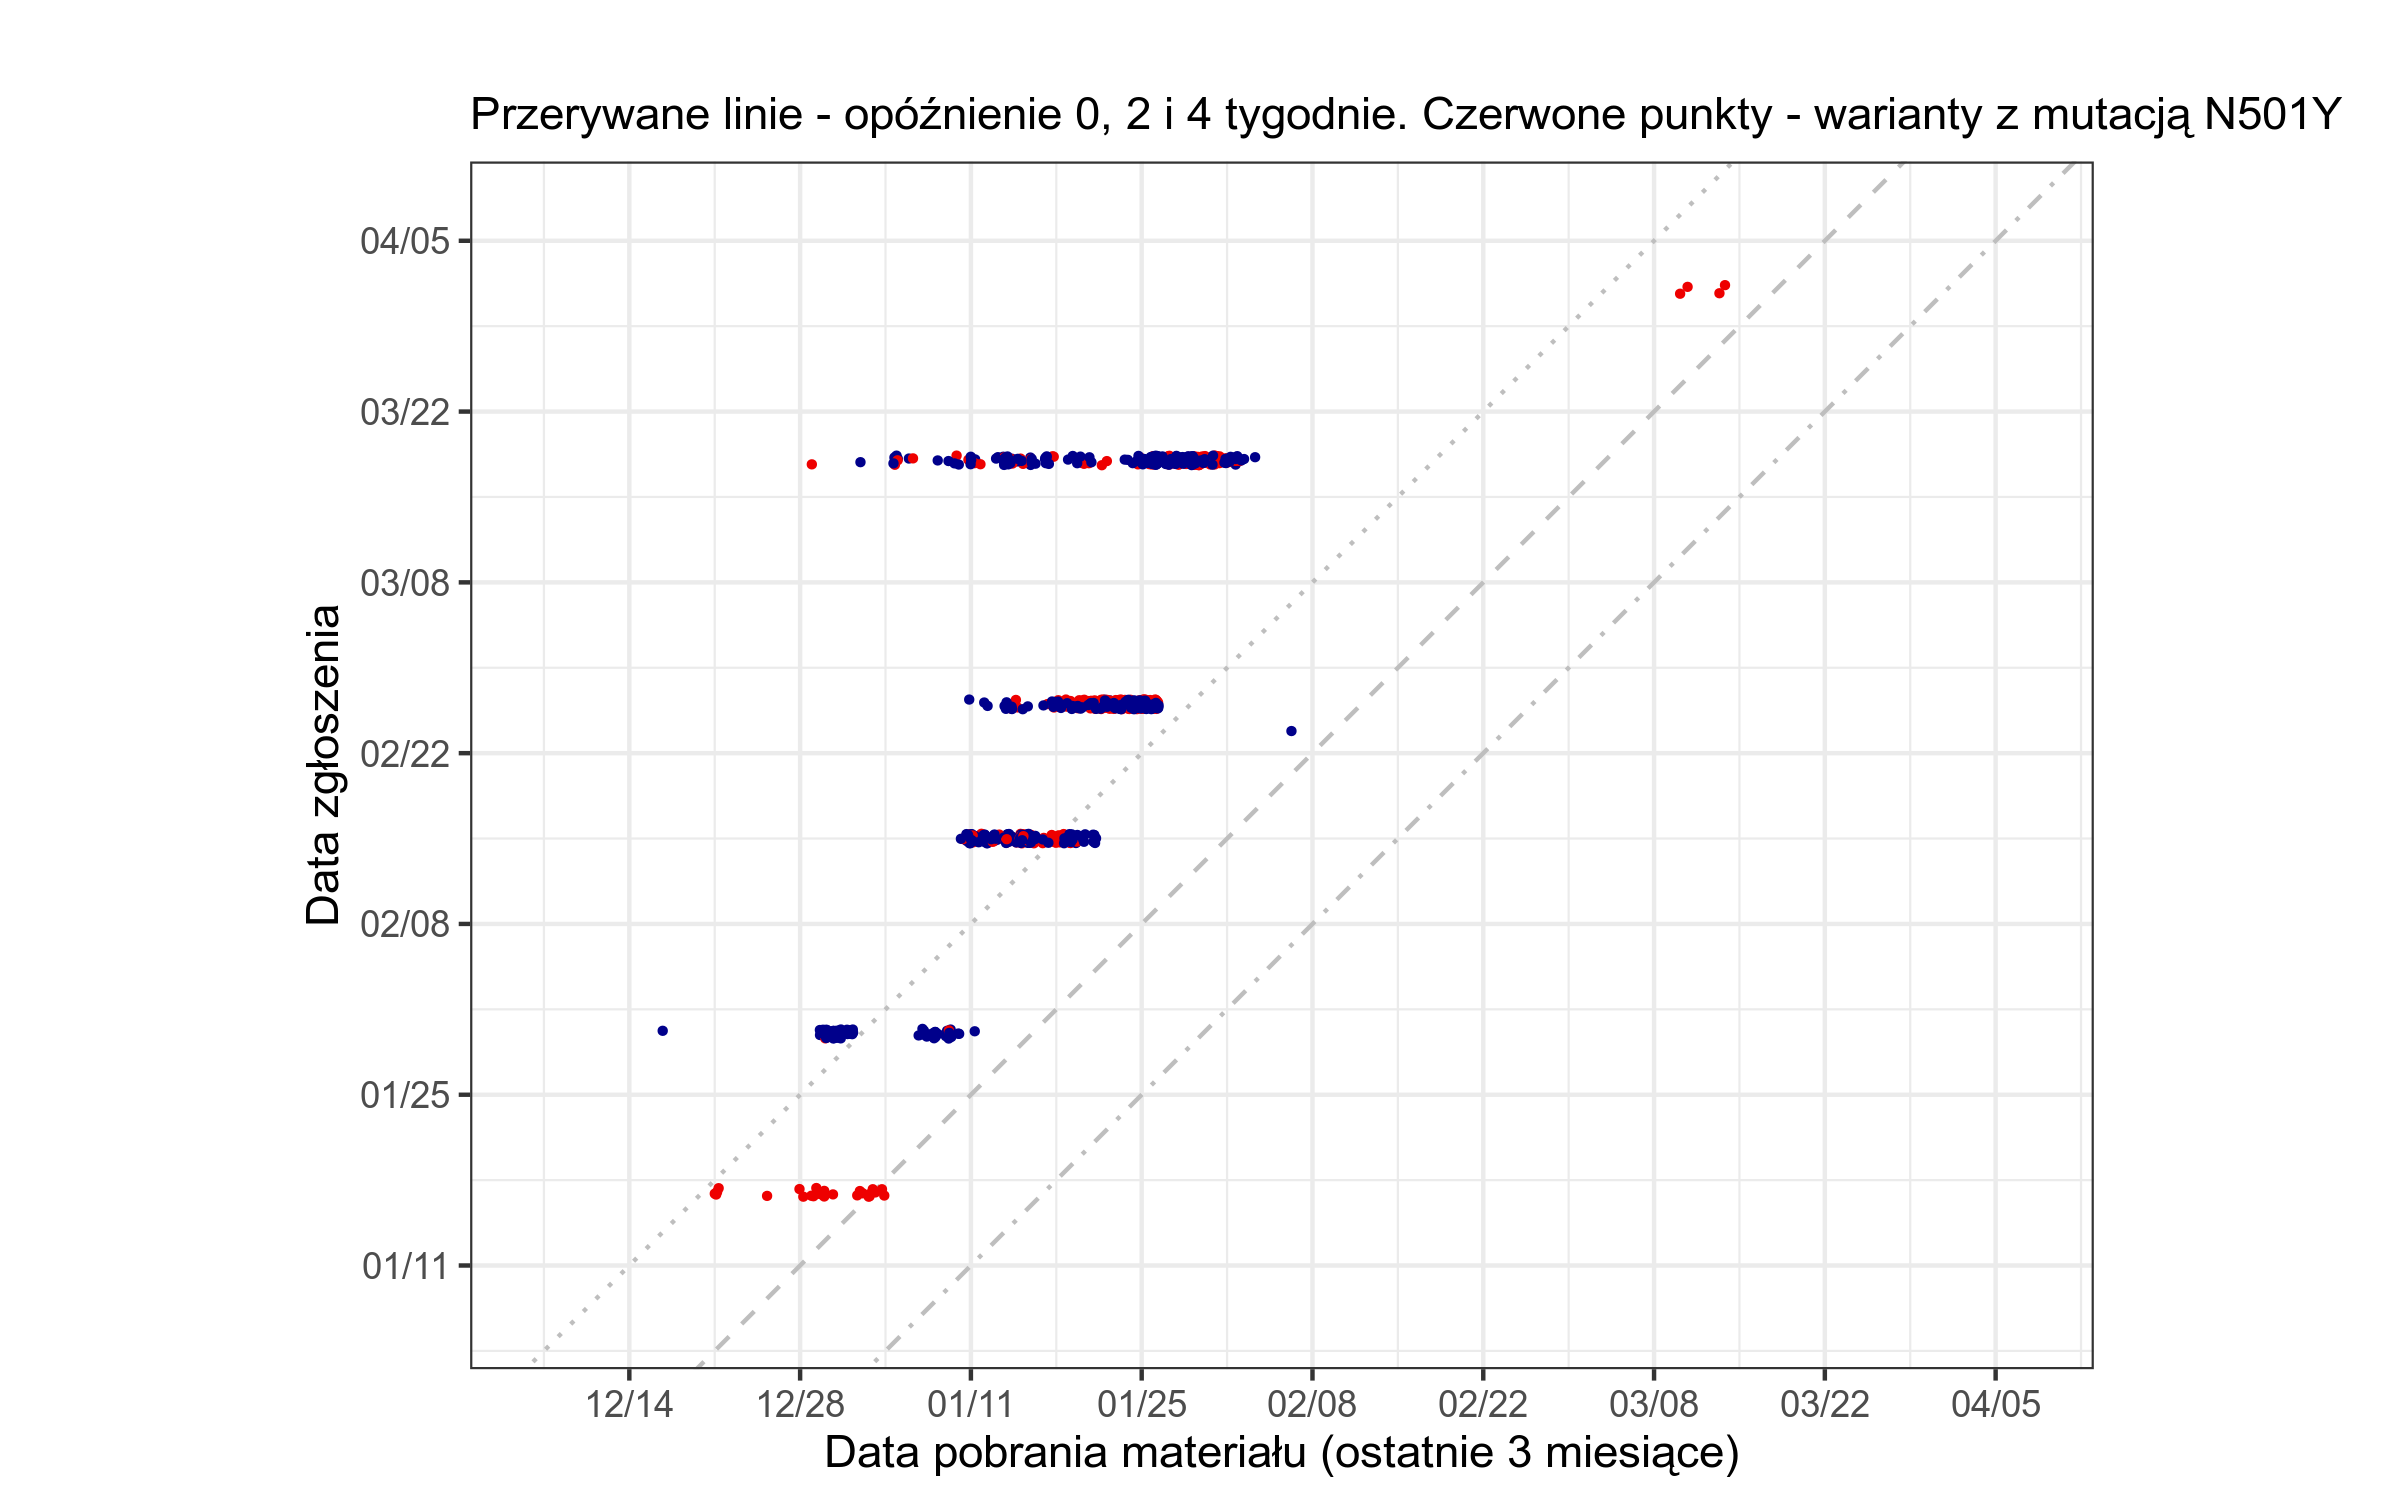 Przerywane linie - opóźnienie 0, 2 i 4 tygodnie. Czerwone punkty - warianty z mutacją N501Y
Data zgłoszenia
04/05
03/22
03/08
02/22
02/08
01/25
01/11
12/14 12/28 01/11 01/25 02/08 02/22 03/08 03/22 04/05
Data pobrania materiału (ostatnie 3 miesiące)